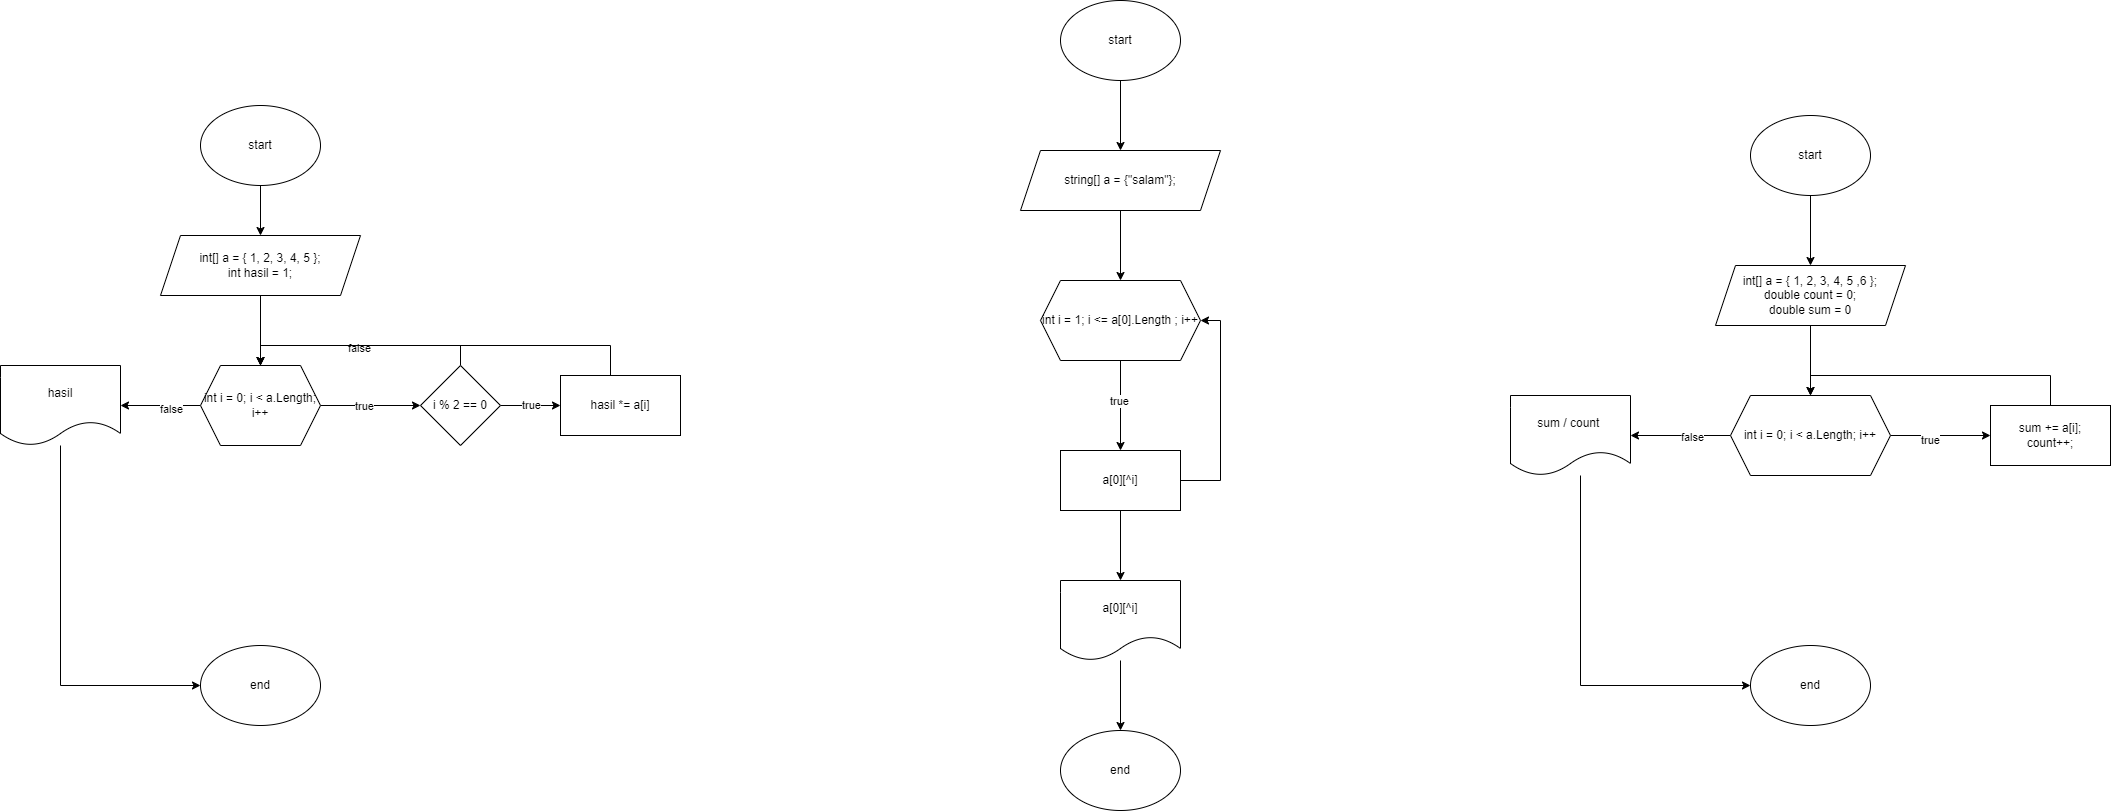 start
int[] a = { 1, 2, 3, 4, 5 };
int hasil = 1;
false
hasil
false
int i = 0; i < a.Length;
i++
true
i % 2 == 0
true
hasil *= a[i]
end
start
string[] a = {"salam"};
int i = 1; i <= a[0].Length ; i++
true
a[0][^i]
a[0][^i]
end
start
int[] a = { 1, 2, 3, 4, 5 ,6 };
double count = 0;
double sum = 0
sum / count
false
int i = 0; i < a.Length; i++
true
sum += a[i];
count++;
end